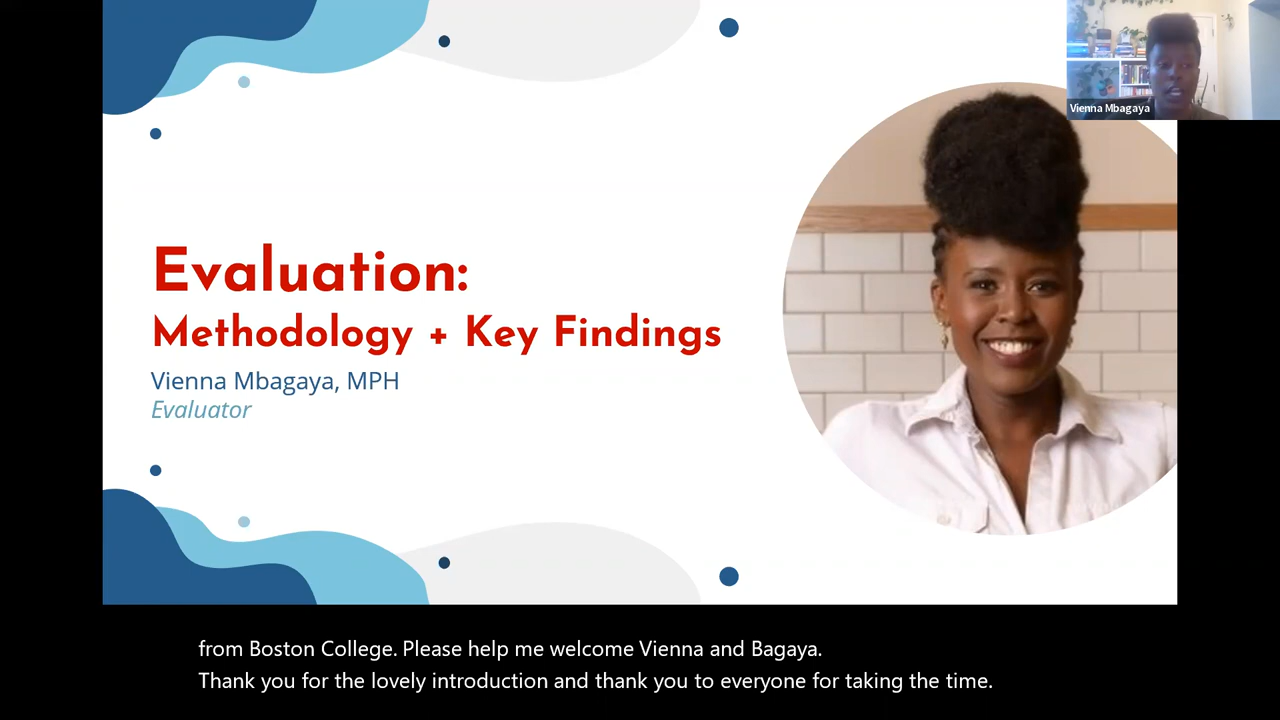 Vienna Mbagaya
Evaluation:
Methodology + Key Findings
Vienna Mbagaya, MPH
Evaluator
from Boston College. Please help me welcome Vienna and Bagaya.
Thank you for the lovely introduction and thank you to everyone for taking the time.